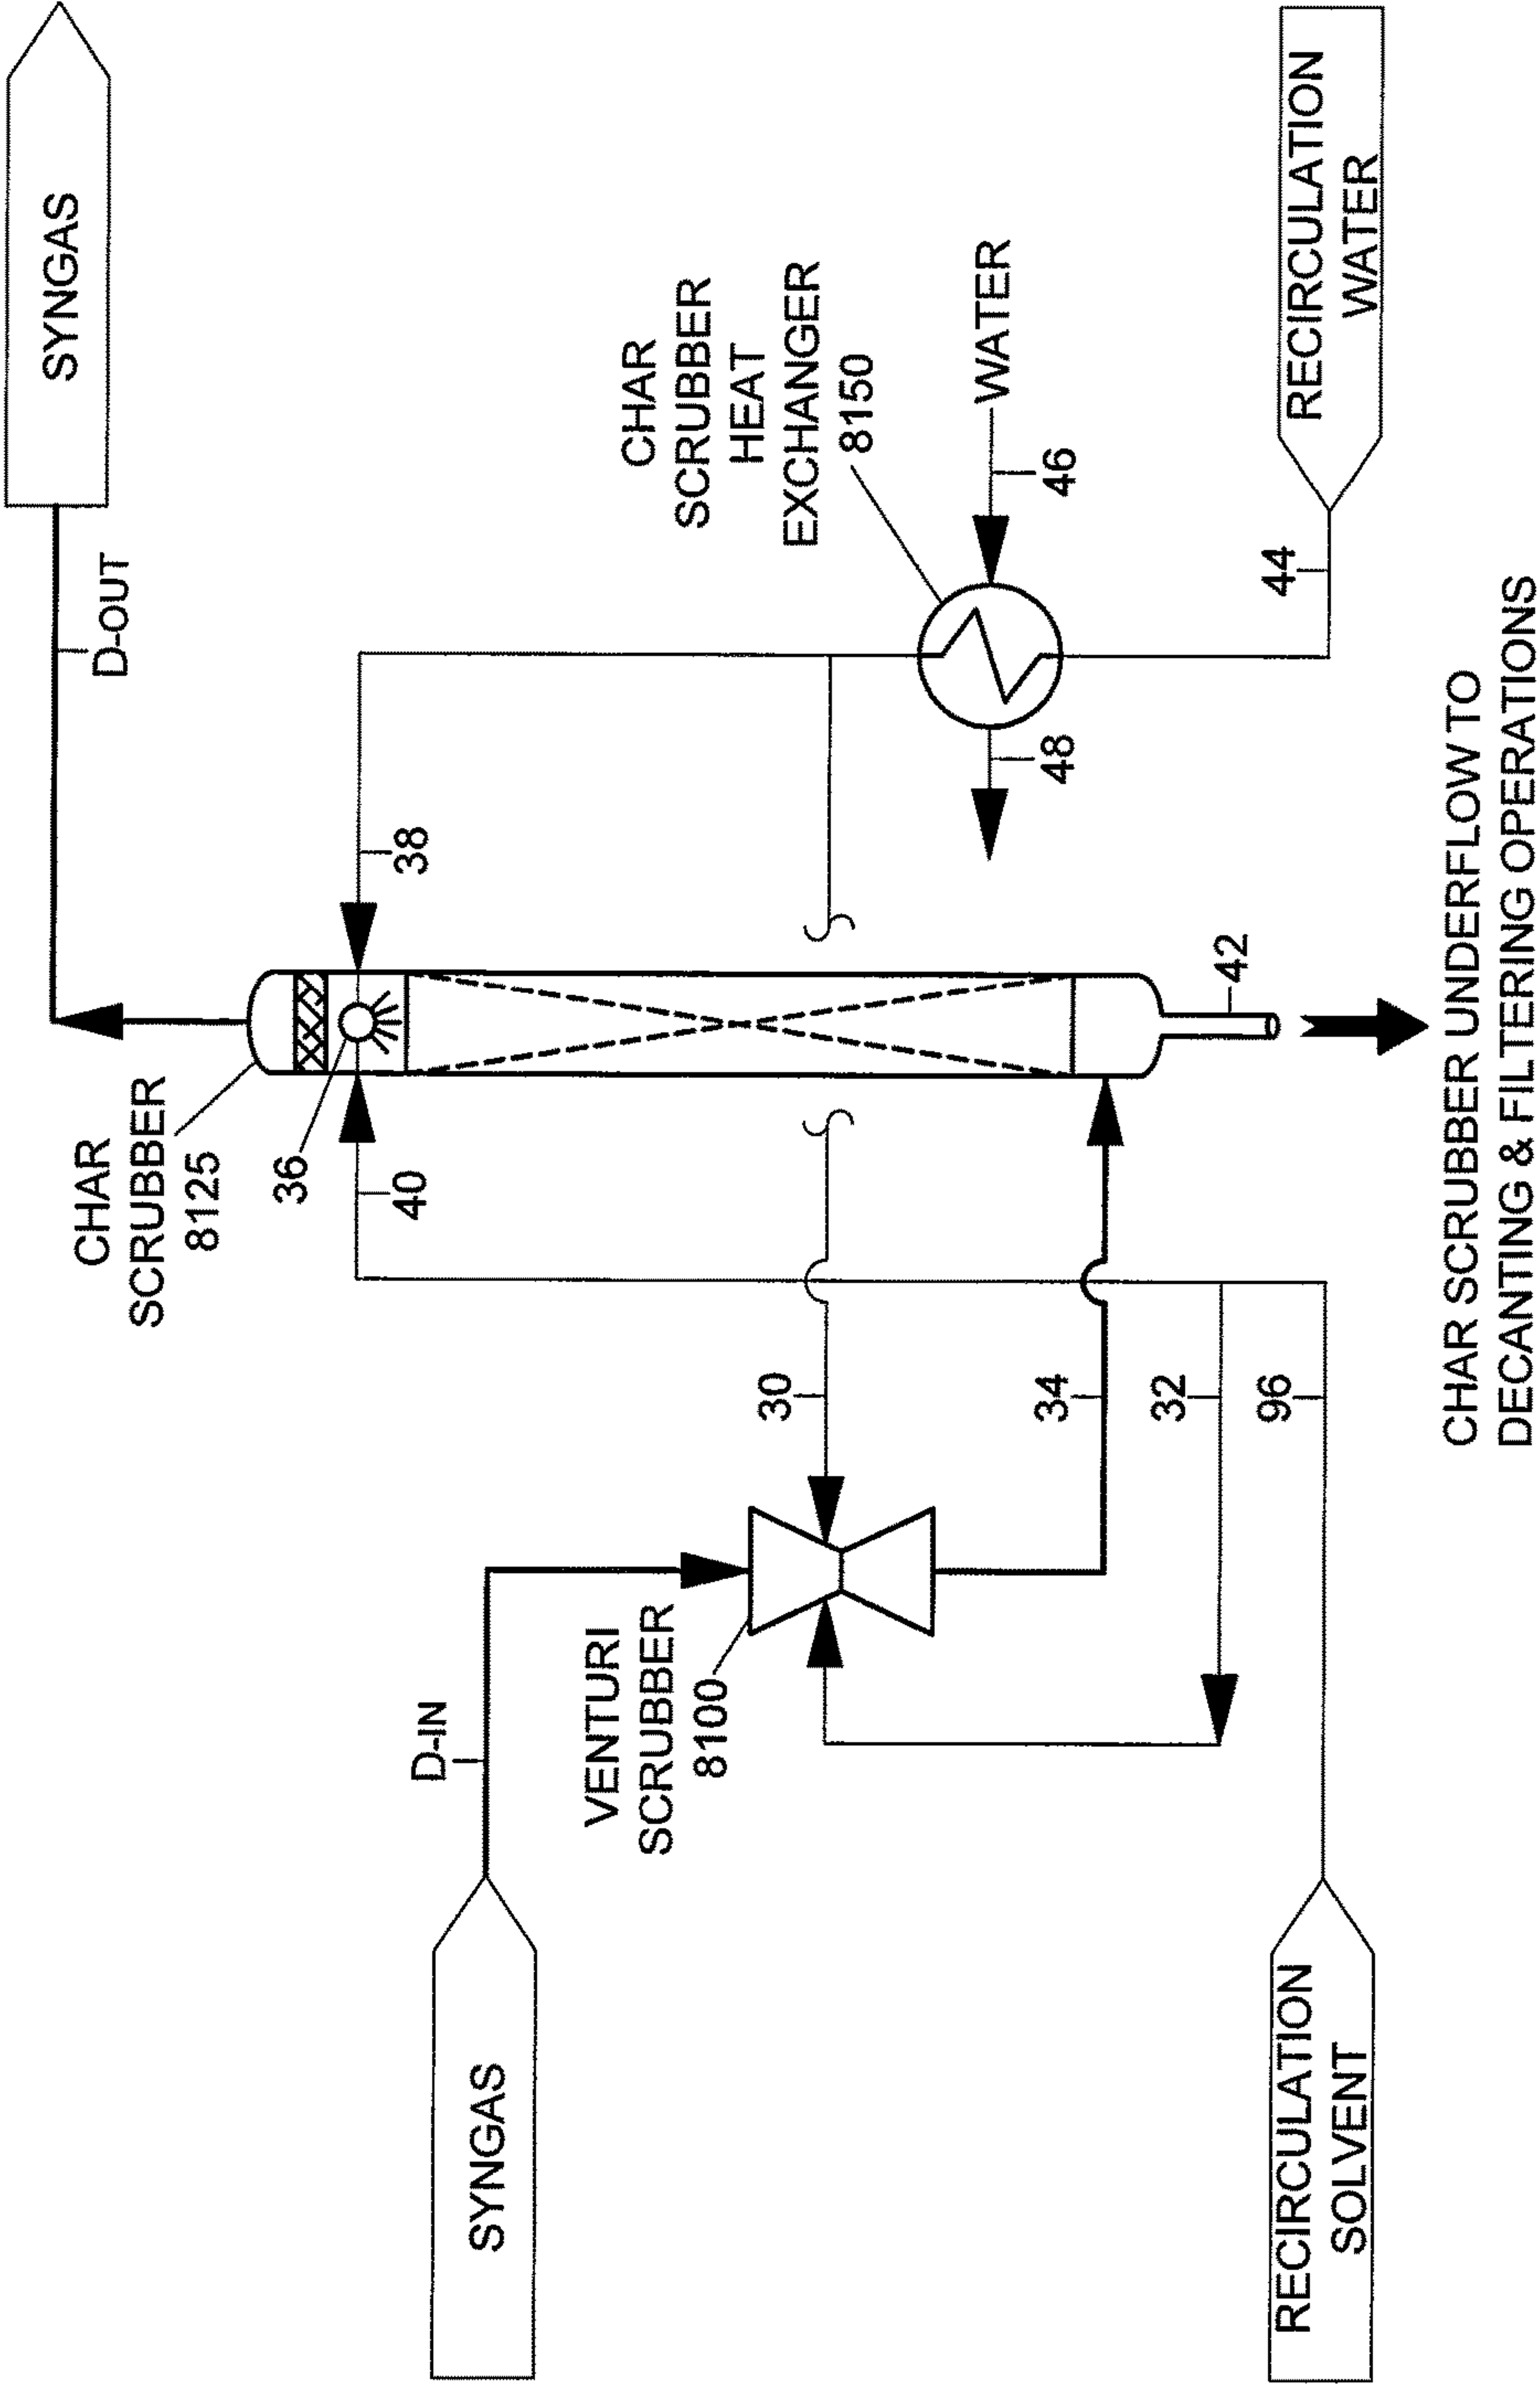 SYNGAS
D-OUT
CHAR
SCRUBBER
8125
36
40
38
CHAR
SCRUBBER
HEAT
EXCHANGER
8150
WATER
46
48
D-IN
SYNGAS
VENTURI
SCRUBBER
8100
30
34
32
96
42
44
RECIRCULATION
WATER
RECIRCULATION
SOLVENT
CHAR SCRUBBER UNDERFLOW TO
DECANTING & FILTERING OPERATIONS